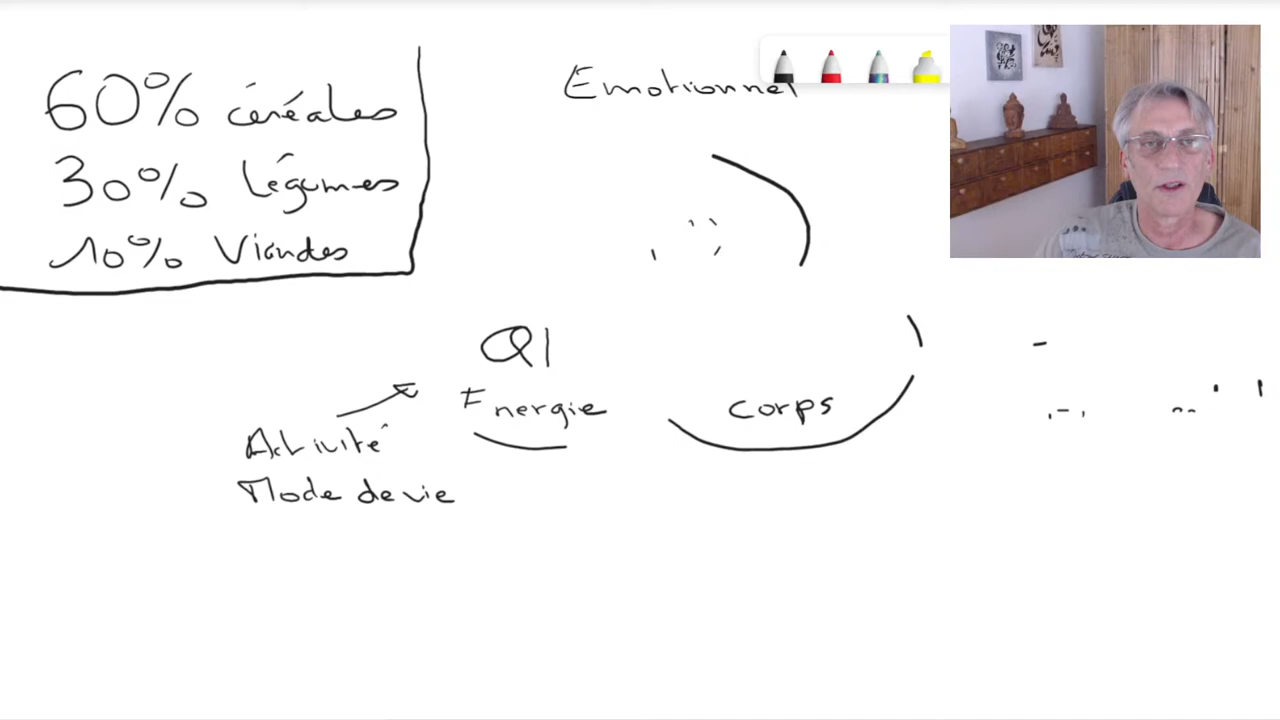 60% céréales
30% Légumes
10% Viandes
Emotionnel
QI
Energie
corps
Activité
Mode de vie